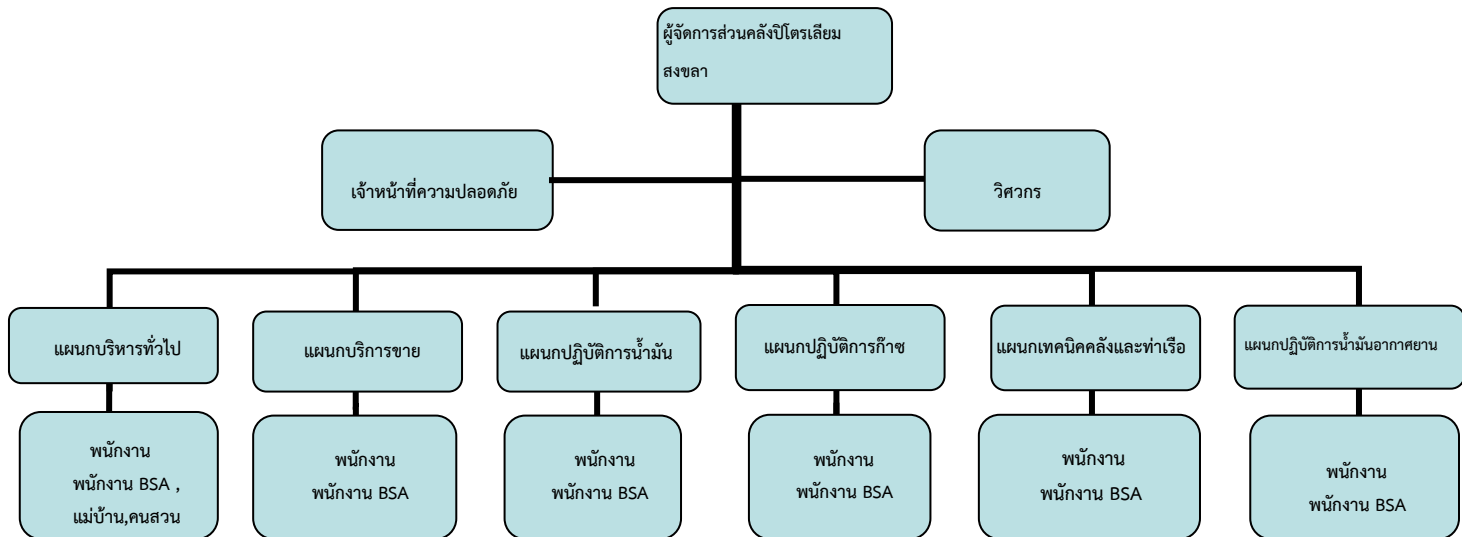 ผู้จัดการส่วนคลังปิโตรเลียม
สงขลา
เจ้าหน้าที่ความปลอดภัย
วิศวกร
แผนกบริหารทั่วไป
แผนกบริการขาย
แผนกปฏิบัติการน้ำมัน
แผนกปฏิบัติการก๊าซ
แผนกเทคนิคคลังและท่าเรือ
แผนกปฏิบัติการน้ำมันอากาศยาน
พนักงาน
พนักงาน BSA ,
แม่บ้าน,คนสวน
พนักงาน
พนักงาน BSA
พนักงาน
พนักงาน BSA
พนักงาน
พนักงาน BSA
พนักงาน
พนักงาน BSA
พนักงาน
พนักงาน BSA